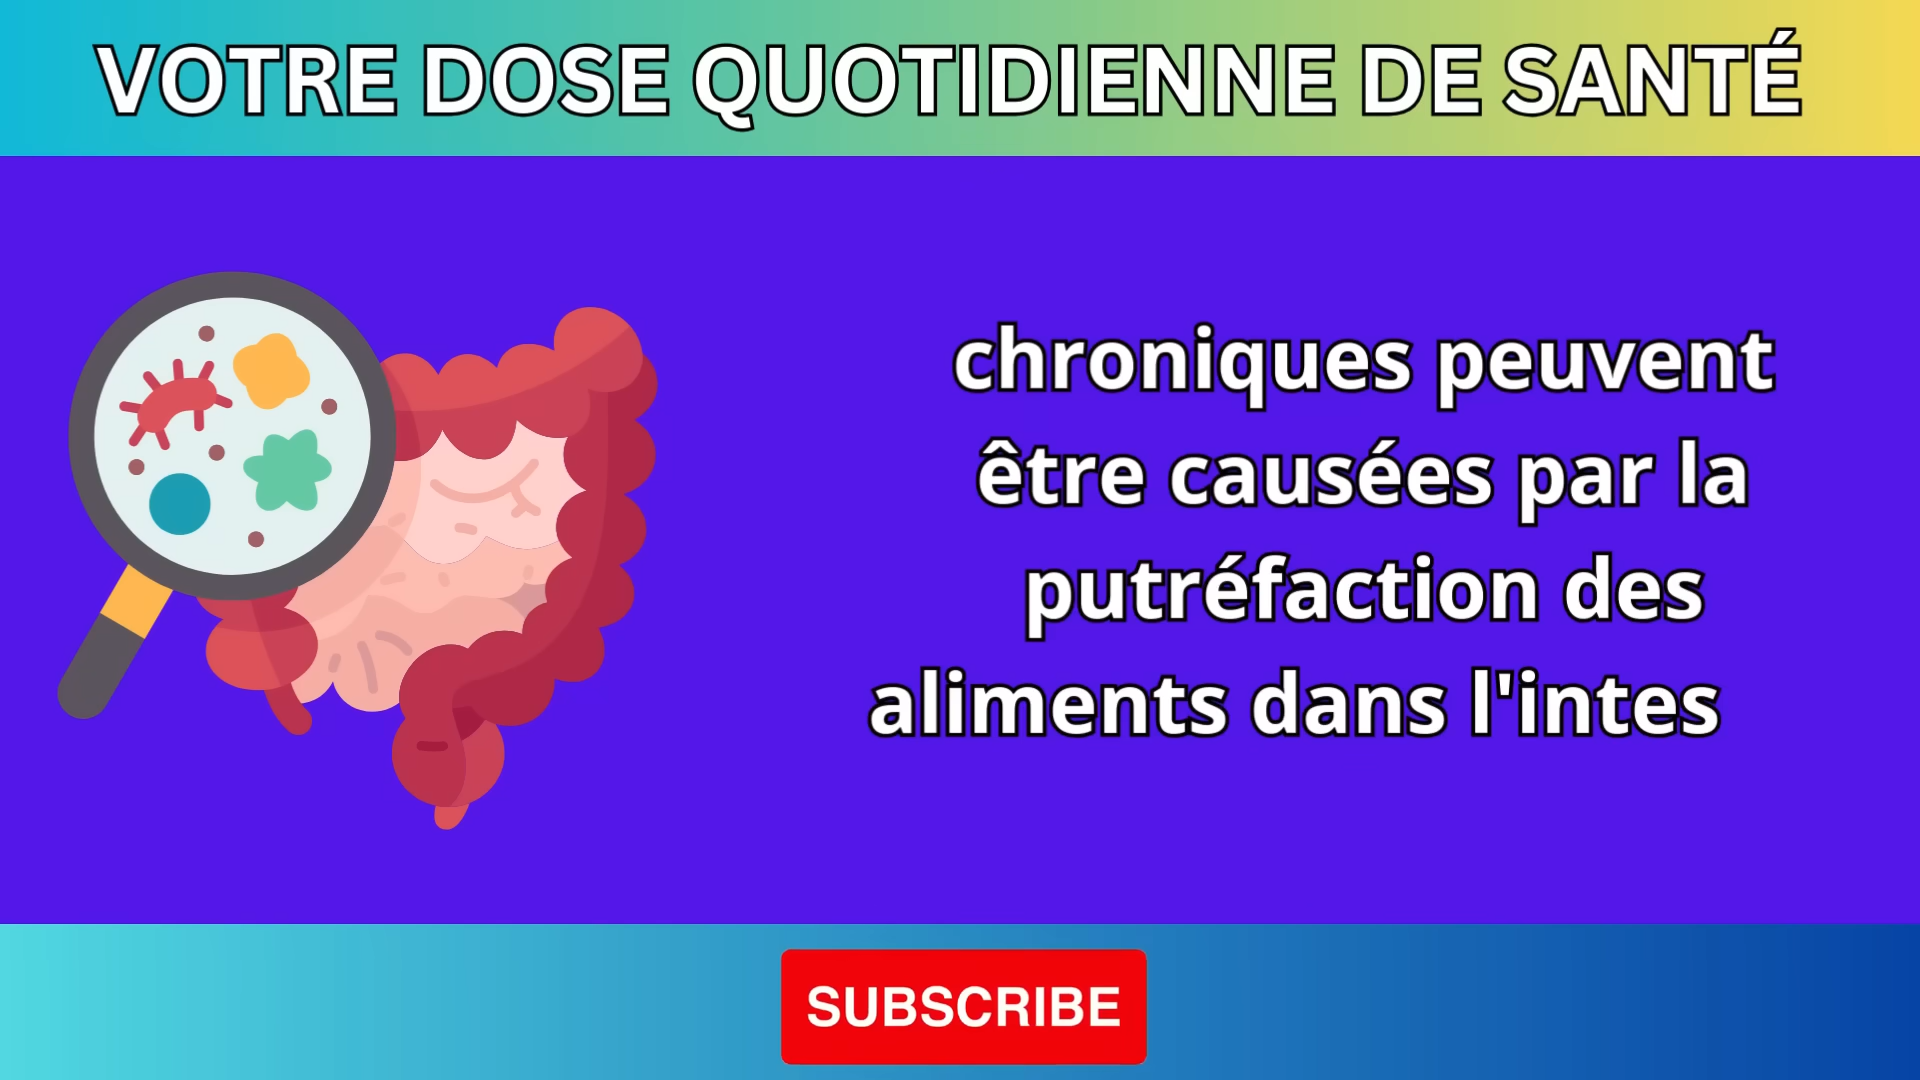 VOTRE DOSE QUOTIDIENNE DE SANTÉ
chroniques peuvent
être causées par la
putréfaction des
aliments dans l'intes
SUBSCRIBE